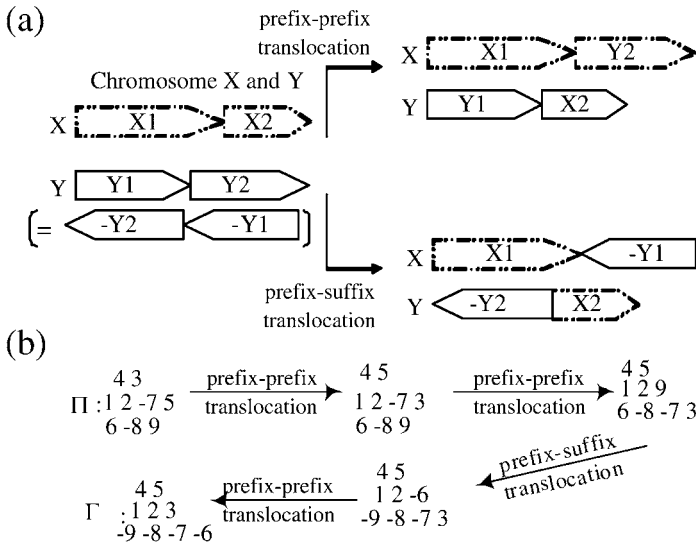 (a)
prefix-prefix
translocation
Chromosome X and Y
X X1 X2
X X1 Y2
Y Y1 X2
Y Y1 Y2
(= -Y2 -Y1 )
prefix-suffix
translocation
X X1 -Y1
Y -Y2 X2
(b)
Π :
4 3
1 2 -7 5
6 -8 9
prefix-prefix
translocation
4 5
1 2 -7 3
6 -8 9
prefix-prefix
translocation
4 5
1 2 9
6 -8 -7 3
prefix-suffix
translocation
4 5
1 2 -6
-9 -8 -7 3
prefix-prefix
translocation
Γ :
4 5
1 2 3
-9 -8 -7 -6